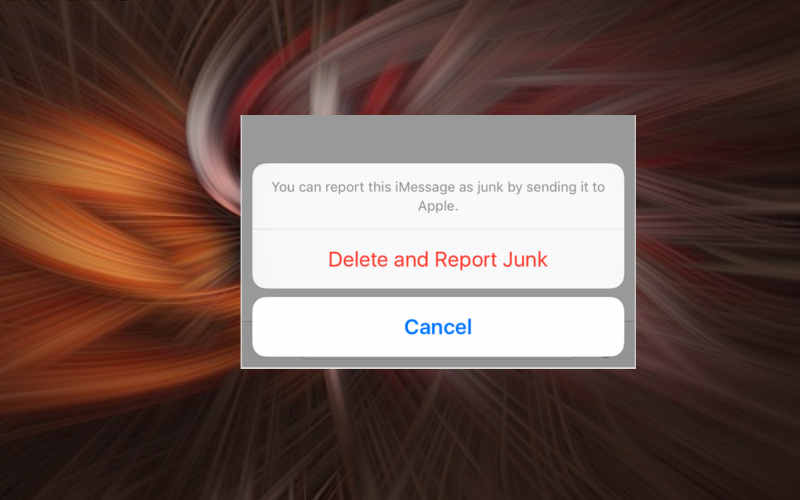 You can report this iMessage as junk by sending it to
Apple.
Delete and Report Junk
Cancel